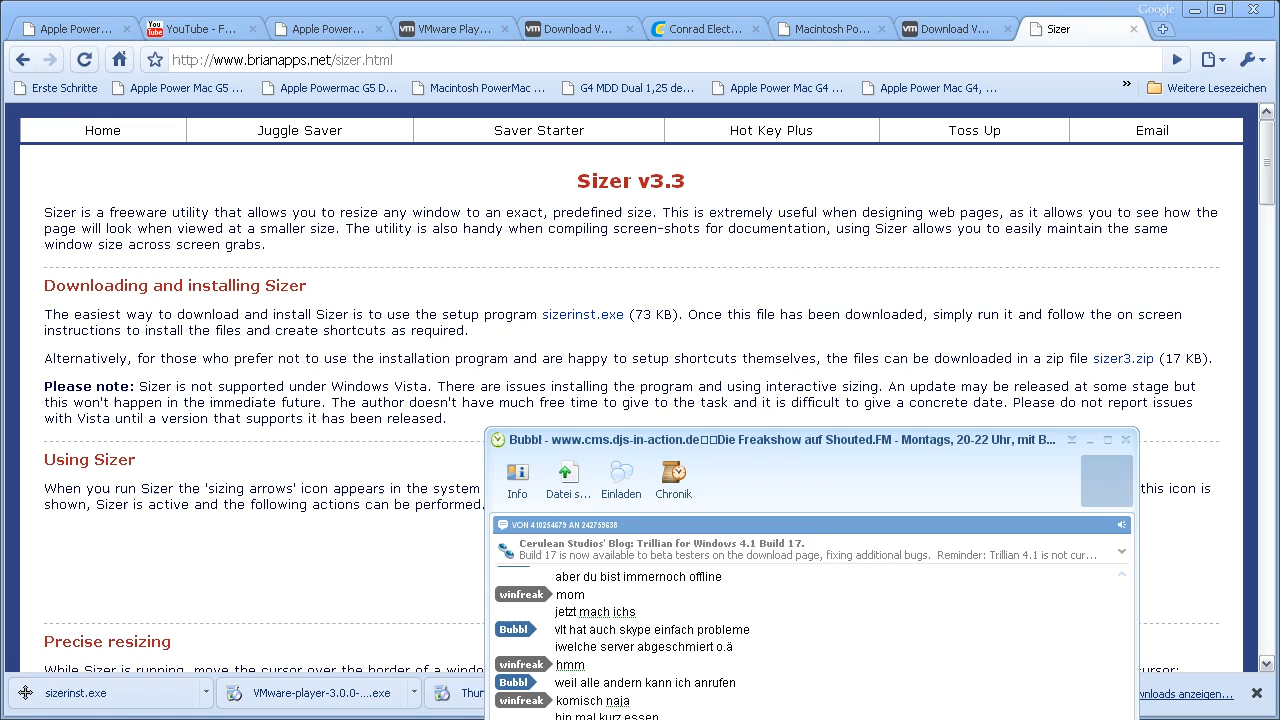 Google
Apple Power...
YouTube - F...
Apple Power...
VMware Play...
Download V...
Conrad Elect...
Macintosh Po...
Download V...
Sizer
http://www.brianapps.net/sizer.html
Erste Schritte
Apple Power Mac G5 ...
Apple Powermac G5 D...
Macintosh PowerMac ...
G4 MDD Dual 1,25 de...
Apple Power Mac G4 ...
Apple Power Mac G4, ...
»
Weitere Lesezeichen
Home
Juggle Saver
Saver Starter
Hot Key Plus
Toss Up
Email
Sizer v3.3
Sizer is a freeware utility that allows you to resize any window to an exact, predefined size. This is extremely useful when designing web pages, as it allows you to see how the
page will look when viewed at a smaller size. The utility is also handy when compiling screen-shots for documentation, using Sizer allows you to easily maintain the same
window size across screen grabs.
Downloading and installing Sizer
The easiest way to download and install Sizer is to use the setup program sizerinst.exe (73 KB). Once this file has been downloaded, simply run it and follow the on screen
instructions to install the files and create shortcuts as required.
Alternatively, for those who prefer not to use the installation program and are happy to setup shortcuts themselves, the files can be downloaded in a zip file sizer3.zip (17 KB).
Please note: Sizer is not supported under Windows Vista. There are issues installing the program and using interactive sizing. An update may be released at some stage but
this won't happen in the immediate future. The author doesn't have much free time to give to the task and it is difficult to give a concrete date. Please do not report issues
with Vista until a version that supports it has been released.
Using Sizer
When you run Sizer the 'sizing arrows' icon appears in the system
this icon is
shown, Sizer is active and the following actions can be performed.
Precise resizing
While Sizer is running, move the cursor over the border of a windo
cursor:
Bubbl - www.cms.djs-in-action.de□□Die Freakshow auf Shouted.FM - Montags, 20-22 Uhr, mit B...
Info
Datei s...
Einladen
Chronik
VON 410254679 AN 242759638
Cerulean Studios' Blog: Trillian for Windows 4.1 Build 17.
Build 17 is now available to beta testers on the download page, fixing additional bugs. Reminder: Trillian 4.1 is not cur...
aber du bist immernoch offline
winfreak mom
jetzt mach ichs
Bubbl vlt hat auch skype einfach probleme
iwelche server abgeschmiert o.ä
winfreak hmm
Bubbl weil alle andern kann ich anrufen
winfreak komisch naja
bin mal kurz essen
sizerinst.exe
VMware-player-3.0.0-....exe
Thun
wnloads anzeigen...